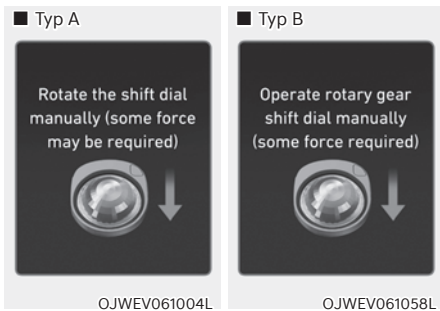 ■ Typ A
Rotate the shift dial
manually (some force
may be required)
OJWEV061004L
■ Typ B
Operate rotary gear
shift dial manually
(some force required)
OJWEV061058L